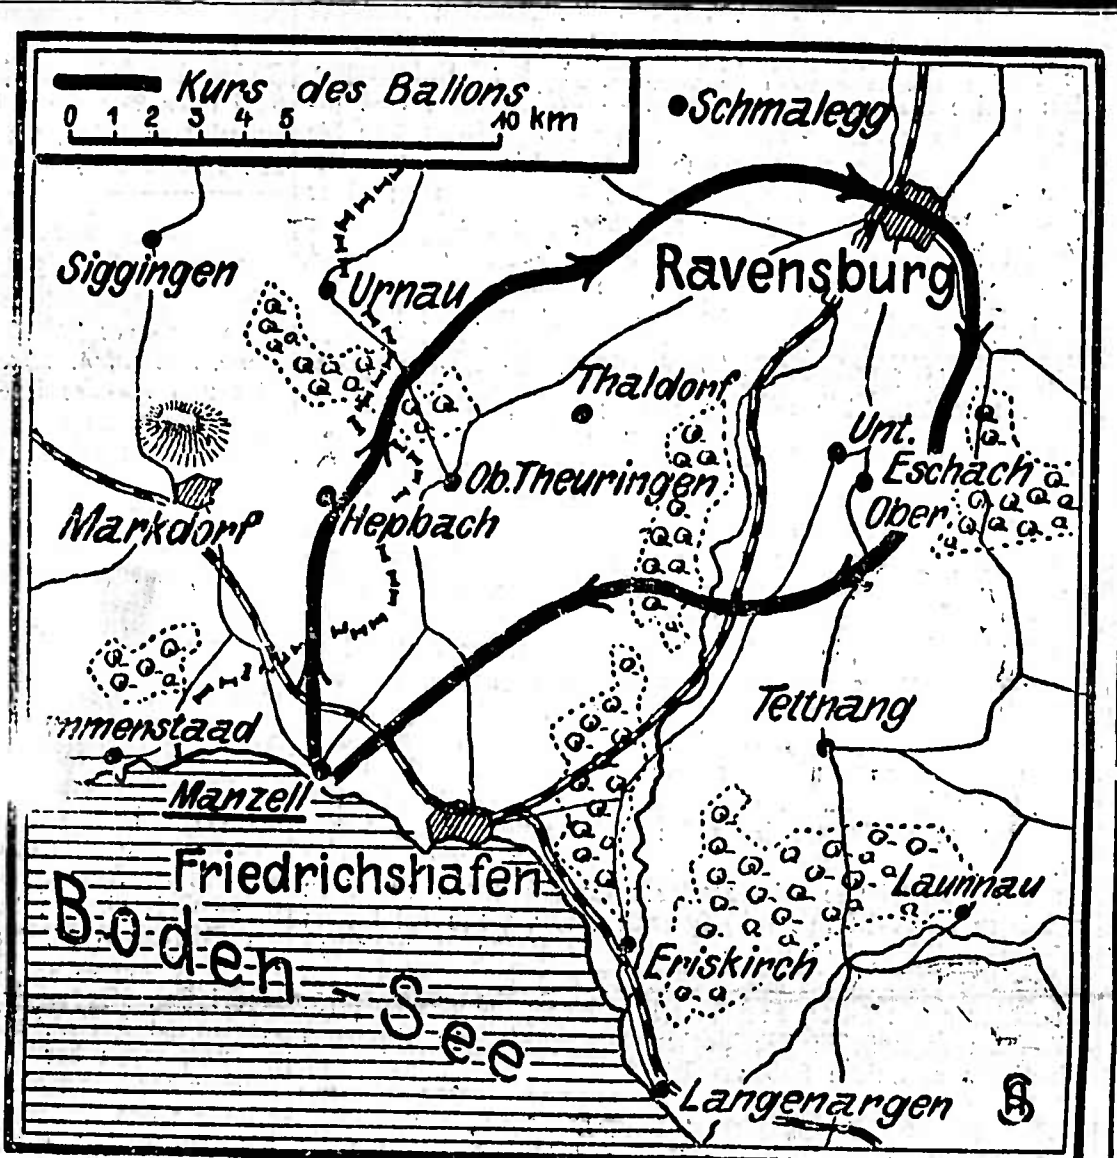 Kurs des Ballons
0 1 2 3 4 5 10 km
Schmalegg
Siggingen
Urnau
Ravensburg
Thaldorf
Unt.
Eschach
Ober
Ob. Theuringen
Hepbach
Markdorf
mmenstaad
Tettnang
Manzell
Friedrichshafen
Launnau
Boden-See
Eriskirch
Langenargen